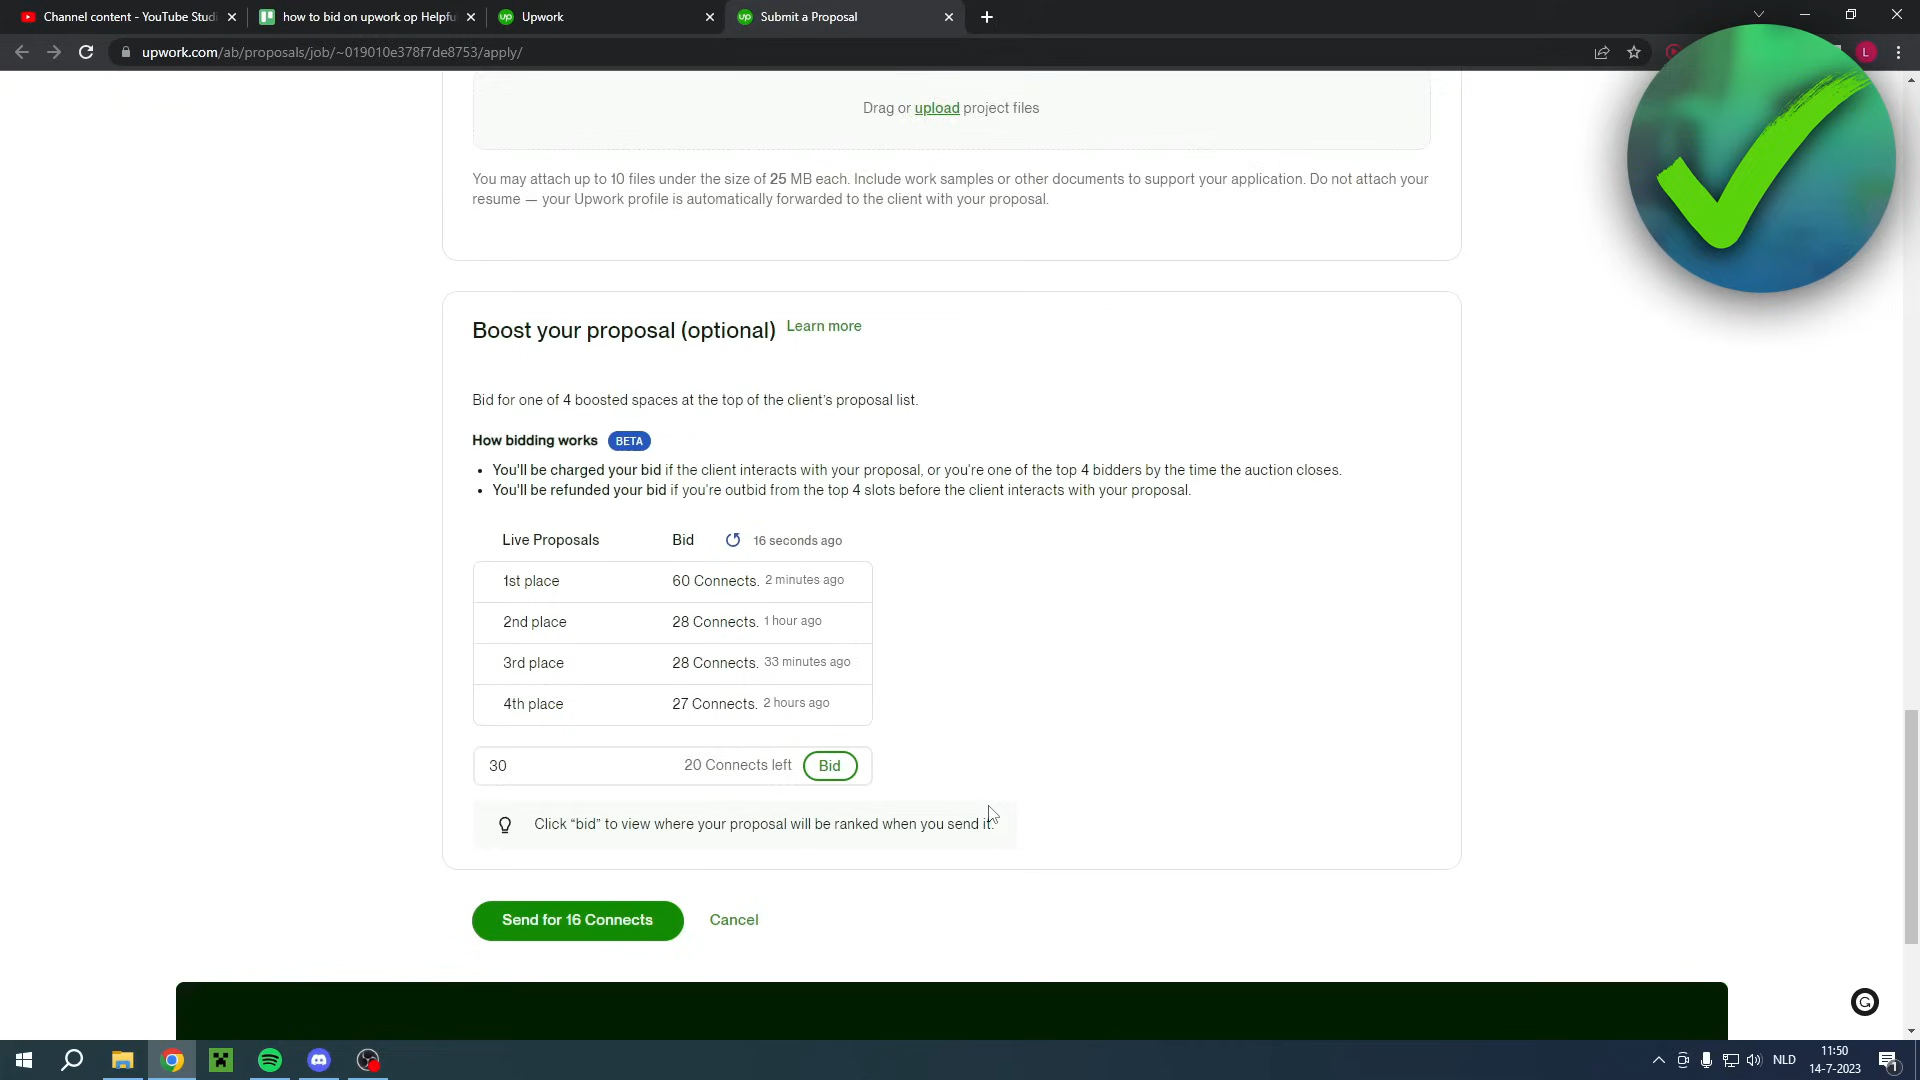 Channel content - YouTube Studi
how to bid on upwork op Helpfu
Upwork
Submit a Proposal
upwork.com/ab/proposals/job/~019010e378f7de8753/apply/
L
Drag or upload project files
You may attach up to 10 files under the size of 25 MB each. Include work samples or other documents to support your application. Do not attach your
resume — your Upwork profile is automatically forwarded to the client with your proposal.
Boost your proposal (optional) Learn more
Bid for one of 4 boosted spaces at the top of the client's proposal list.
How bidding works BETA
• You'll be charged your bid if the client interacts with your proposal, or you're one of the top 4 bidders by the time the auction closes.
• You'll be refunded your bid if you're outbid from the top 4 slots before the client interacts with your proposal.
Live Proposals Bid 16 seconds ago
1st place 60 Connects. 2 minutes ago
2nd place 28 Connects. 1 hour ago
3rd place 28 Connects. 33 minutes ago
4th place 27 Connects. 2 hours ago
30 20 Connects left Bid
Click “bid” to view where your proposal will be ranked when you send it.
Send for 16 Connects Cancel
NLD
11:50
14-7-2023
1